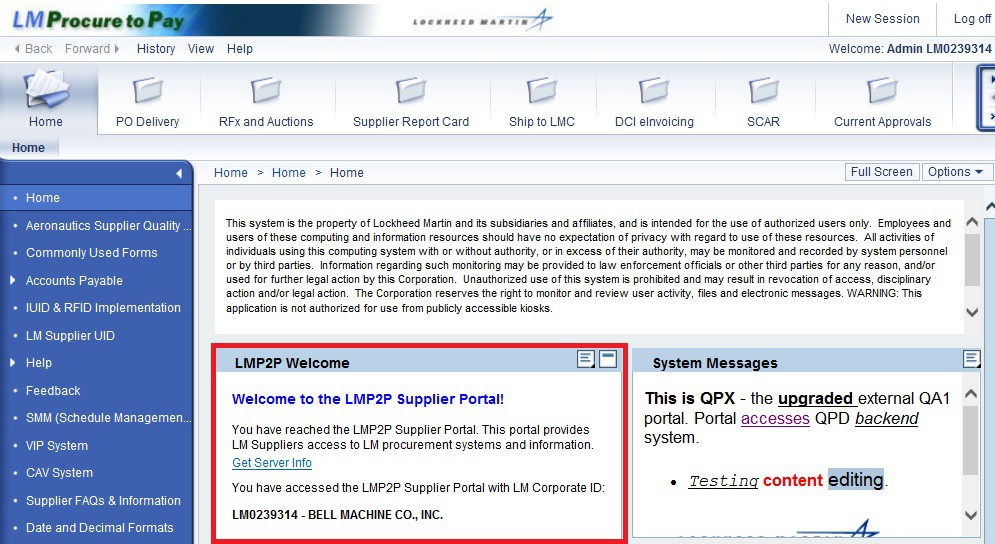 LMProcure to Pay
LOCKHEED MARTIN
New Session
Log off
Back Forward History View Help
Welcome: Admin LM0239314
Home
PO Delivery
RFx and Auctions
Supplier Report Card
Ship to LMC
DCI eInvoicing
SCAR
Current Approvals
Home
Home > Home > Home
Full Screen
Options
Home
Aeronautics Supplier Quality ...
Commonly Used Forms
Accounts Payable
IUID & RFID Implementation
LM Supplier UID
Help
Feedback
SMM (Schedule Managemen...
VIP System
CAV System
Supplier FAQs & Information
Date and Decimal Formats
This system is the property of Lockheed Martin and its subsidiaries and affiliates, and is intended for the use of authorized users only. Employees and
users of these computing and information resources should have no expectation of privacy with regard to use of these resources. All activities of
individuals using this computing system with or without authority, or in excess of their authority, may be monitored and recorded by system personnel
or by third parties. Information regarding such monitoring may be provided to law enforcement officials or other third parties for any reason, and/or
used for further legal action by this Corporation. Unauthorized use of this system is prohibited and may result in revocation of access, disciplinary
action and/or legal action. The Corporation reserves the right to monitor and review user activity, files and electronic messages. WARNING: This
application is not authorized for use from publicly accessible kiosks.
LMP2P Welcome
Welcome to the LMP2P Supplier Portal!
You have reached the LMP2P Supplier Portal. This portal provides
LM Suppliers access to LM procurement systems and information.
Get Server Info
You have accessed the LMP2P Supplier Portal with LM Corporate ID:
LM0239314 - BELL MACHINE CO., INC.
System Messages
This is QPX - the upgraded external QA1
portal. Portal accesses QPD backend
system.
Testing content editing.